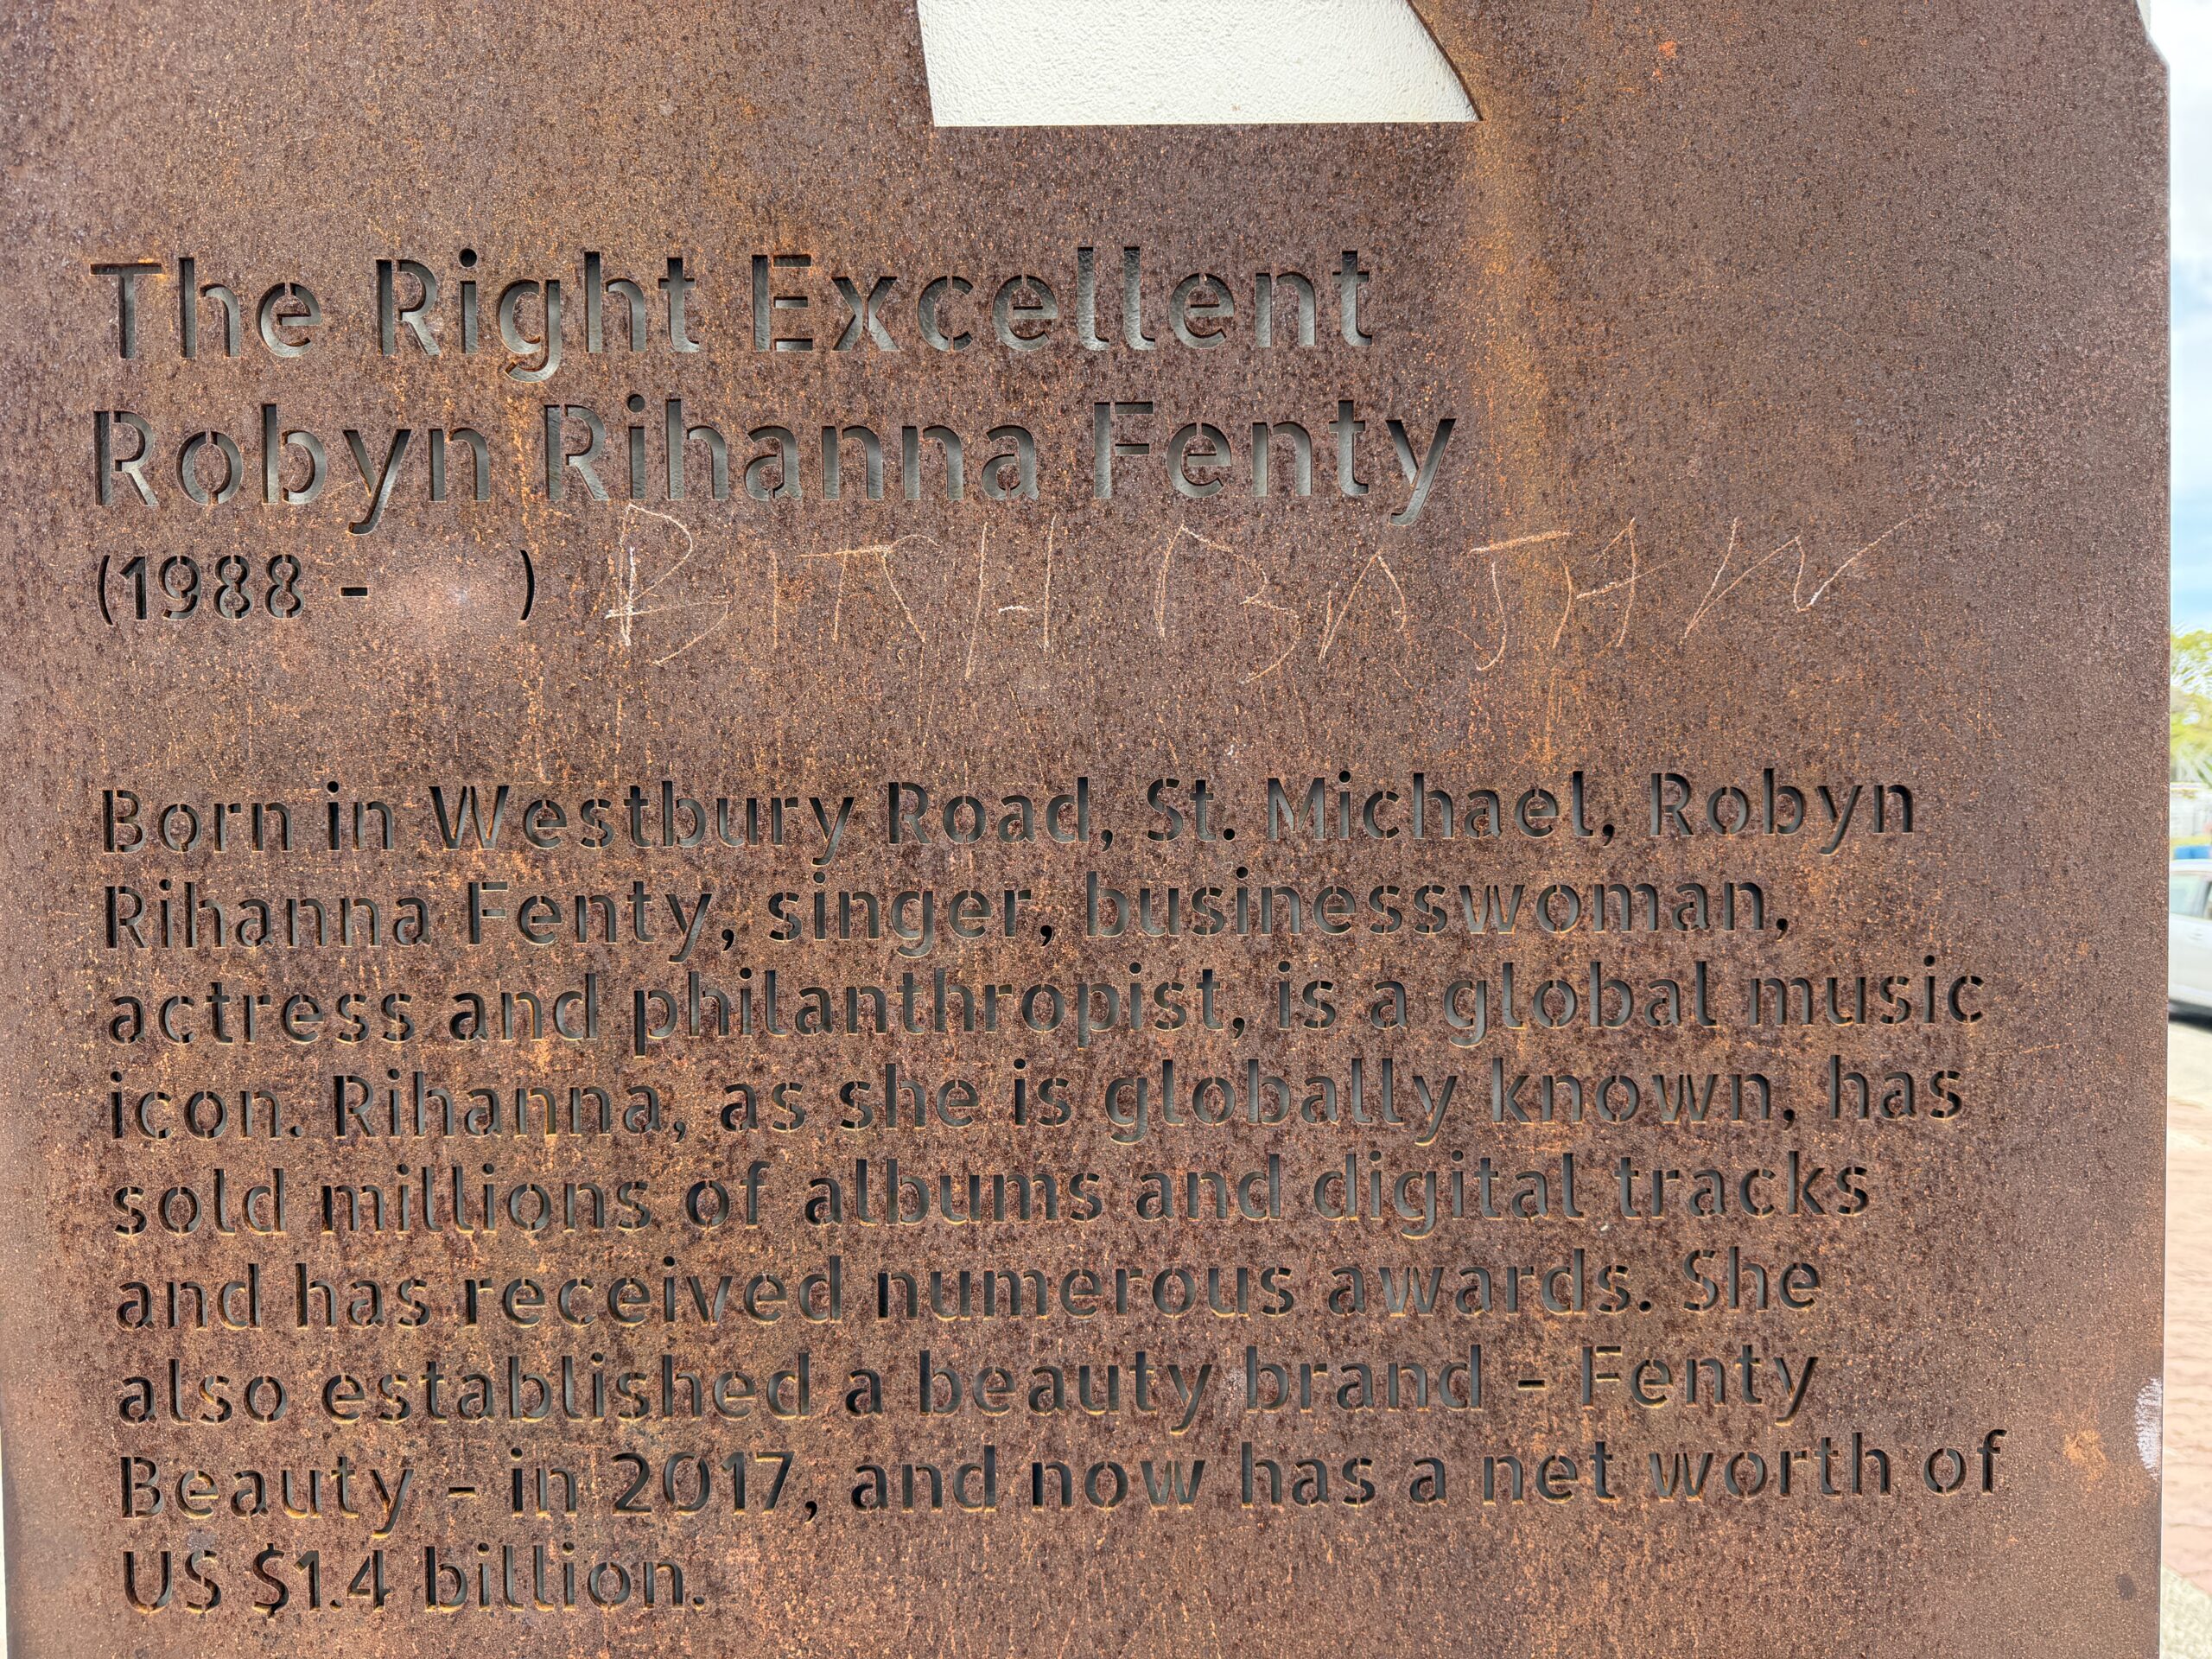 The Right Excellent
Robyn Rihanna Fenty
(1988 -      )
Born in Westbury Road, St. Michael, Robyn
Rihanna Fenty, singer, businesswoman,
actress and philanthropist, is a global music
icon. Rihanna, as she is globally known, has
sold millions of albums and digital tracks
and has received numerous awards. She
also established a beauty brand - Fenty
Beauty - in 2017, and now has a net worth of
US $1.4 billion.